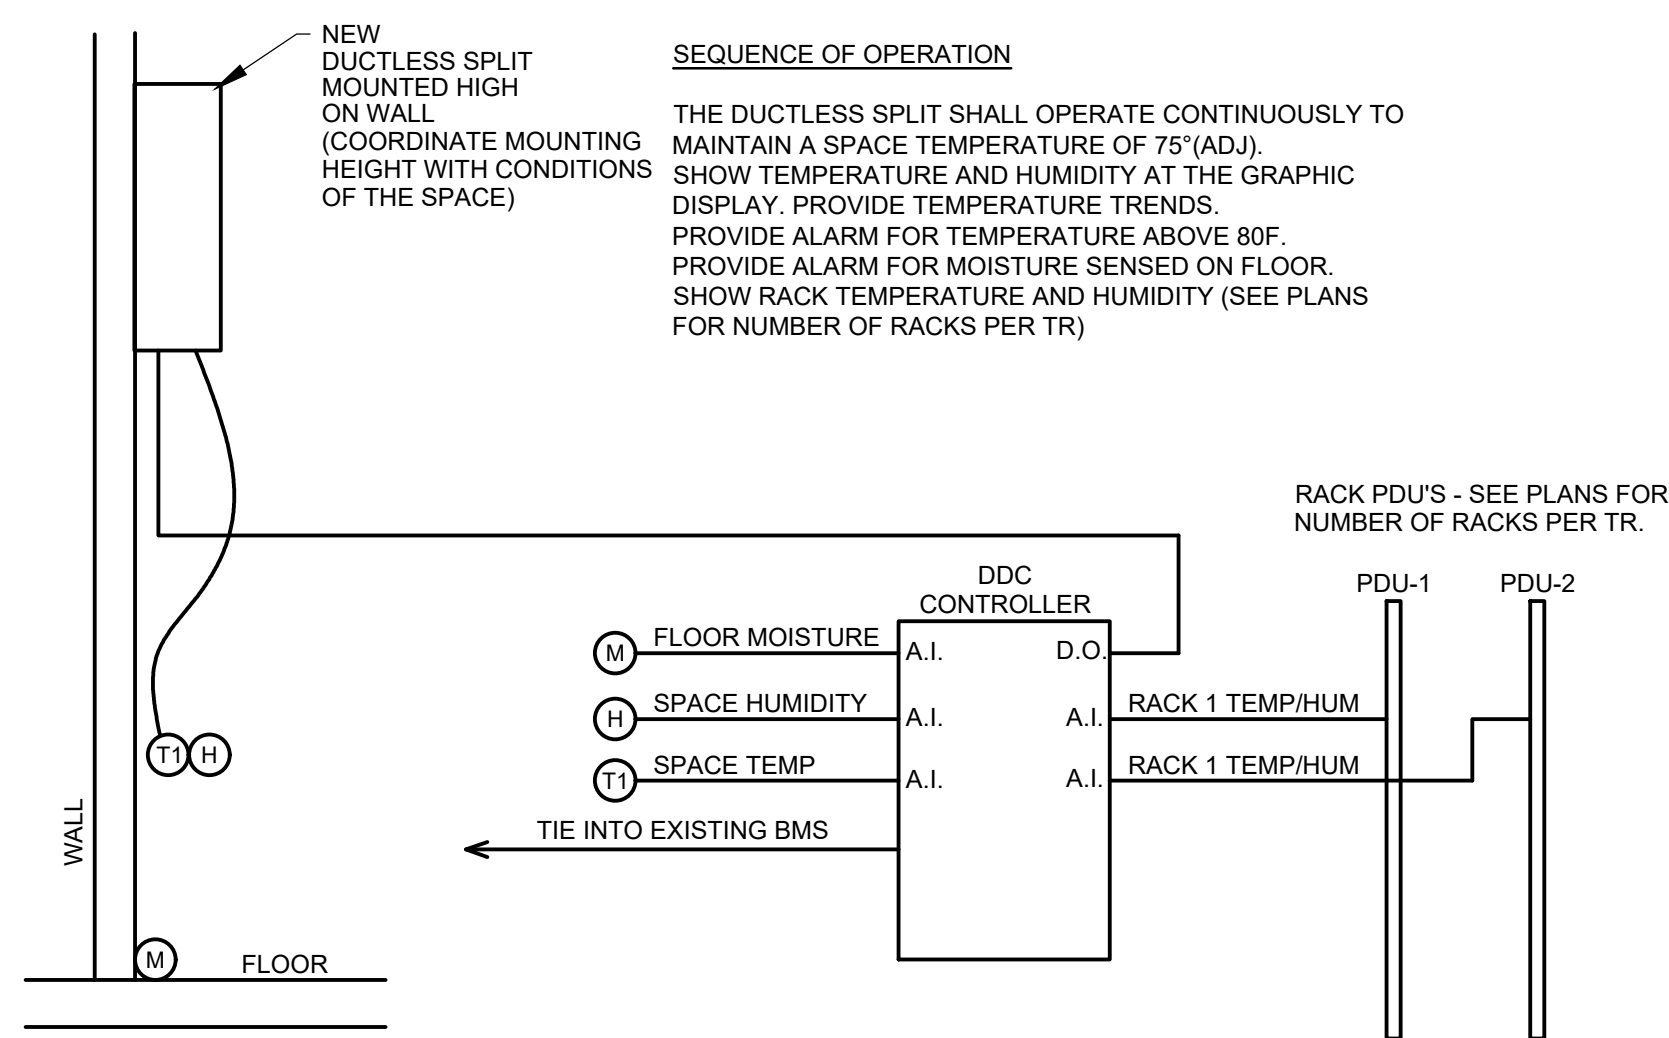 NEW
DUCTLESS SPLIT
MOUNTED HIGH
ON WALL
(COORDINATE MOUNTING
HEIGHT WITH CONDITIONS
OF THE SPACE)
SEQUENCE OF OPERATION
THE DUCTLESS SPLIT SHALL OPERATE CONTINUOUSLY TO
MAINTAIN A SPACE TEMPERATURE OF 75°(ADJ).
SHOW TEMPERATURE AND HUMIDITY AT THE GRAPHIC
DISPLAY. PROVIDE TEMPERATURE TRENDS.
PROVIDE ALARM FOR TEMPERATURE ABOVE 80F.
PROVIDE ALARM FOR MOISTURE SENSED ON FLOOR.
SHOW RACK TEMPERATURE AND HUMIDITY (SEE PLANS
FOR NUMBER OF RACKS PER TR)
RACK PDU'S - SEE PLANS FOR
NUMBER OF RACKS PER TR.
PDU-1
PDU-2
DDC
CONTROLLER
M
FLOOR MOISTURE
A.I.
D.O.
H
SPACE HUMIDITY
A.I.
A.I.
RACK 1 TEMP/HUM
T1
SPACE TEMP
A.I.
A.I.
RACK 1 TEMP/HUM
TIE INTO EXISTING BMS
T1
H
WALL
M
FLOOR